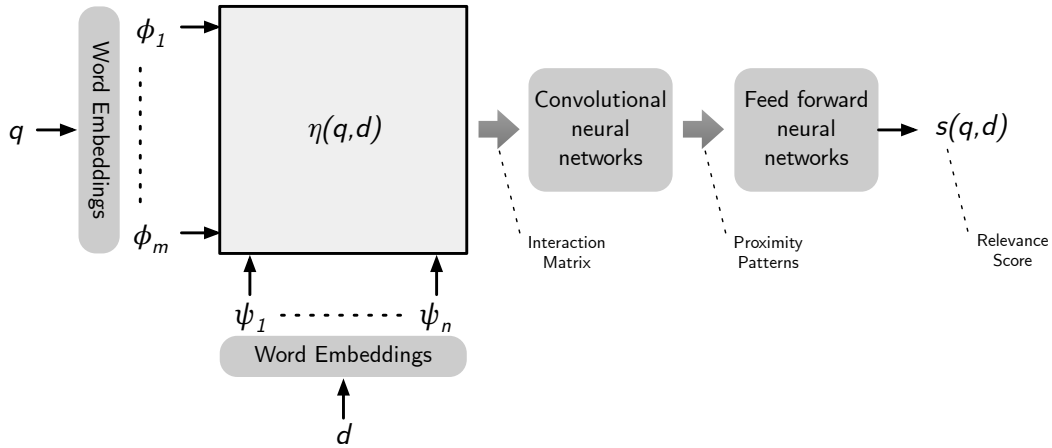 q
Word Embeddings
ϕ1
ϕm
η(q,d)
Convolutional
neural
networks
Feed forward
neural
networks
s(q,d)
Interaction
Matrix
Proximity
Patterns
Relevance
Score
ψ1
ψn
Word Embeddings
d